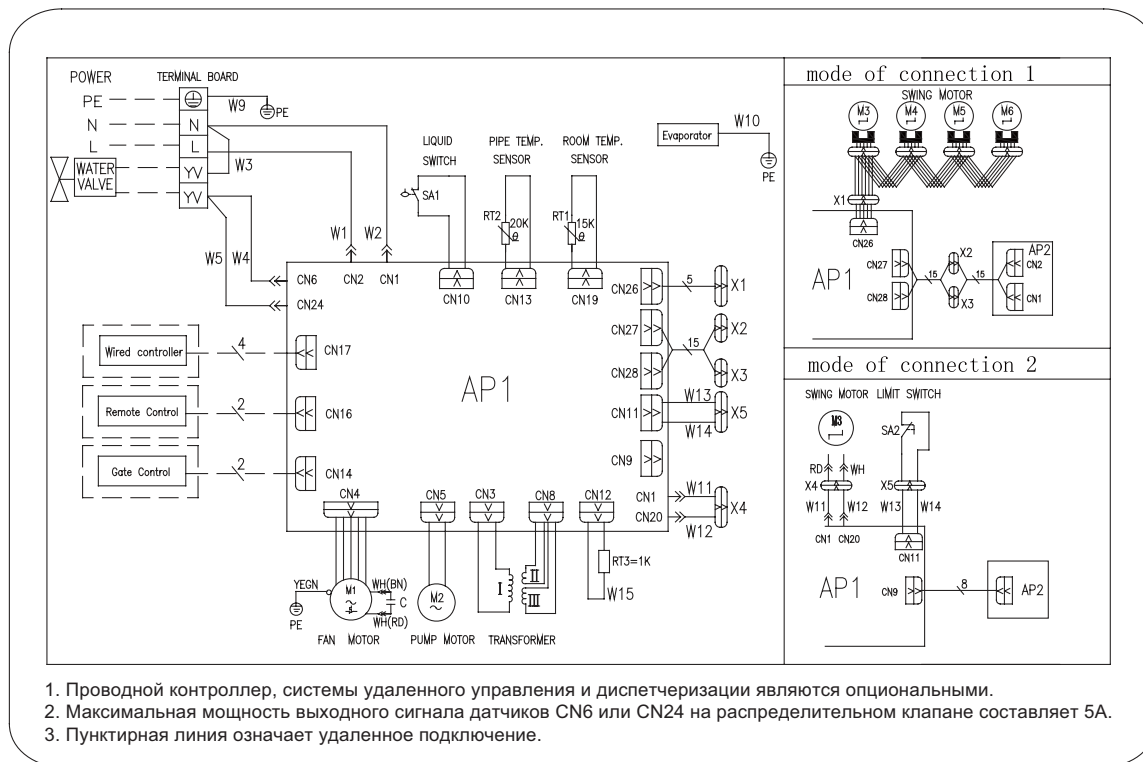 POWER
TERMINAL BOARD
PE
W9
PE
N
N
L
L
W3
WATER
VALVE
YV
YV
W5
W4
W1
W2
LIQUID
SWITCH
SA1
PIPE TEMP.
SENSOR
RT2
20K
θ
ROOM TEMP.
SENSOR
RT1
15K
θ
Evaporator
W10
PE
CN6
CN2
CN1
CN10
CN13
CN19
CN24
CN26
5
X1
CN27
X2
15
CN28
X3
CN11
W13
X5
W14
CN9
CN1
W11
X4
CN20
W12
AP1
Wired controller
4
CN17
Remote Control
2
CN16
Gate Control
2
CN14
CN4
CN5
CN3
CN8
CN12
YEGN
PE
M1
WH(BN)
C
WH(RD)
M2
I
II
III
RT3=1K
W15
FAN MOTOR
PUMP MOTOR
TRANSFORMER
mode of connection 1
SWING MOTOR
M3
M4
M5
M6
X1
CN26
AP1
CN27
CN28
15
X2
X3
15
AP2
CN2
CN1
mode of connection 2
SWING MOTOR
LIMIT SWITCH
M3
SA2
RD
WH
X4
X5
W11
W12
W13
W14
CN1
CN20
CN11
AP1
CN9
8
AP2
1. Проводной контроллер, системы удаленного управления и диспетчеризации являются опциональными.
2. Максимальная мощность выходного сигнала датчиков CN6 или CN24 на распределительном клапане составляет 5А.
3. Пунктирная линия означает удаленное подключение.